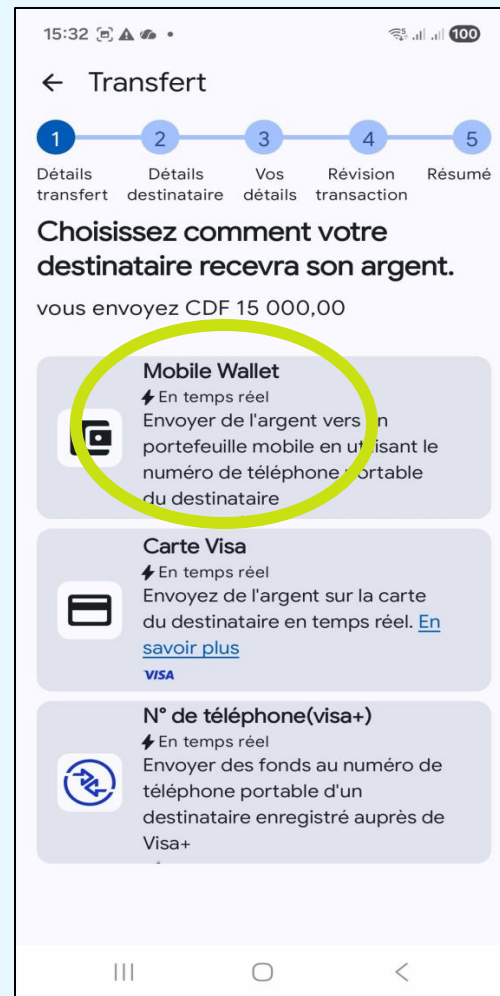 15:32
100
← Transfert
1 2 3 4 5
Détails transfert
Détails destinataire
Vos détails
Révision transaction
Résumé
Choisissez comment votre
destinataire recevra son argent.
vous envoyez CDF 15 000,00
Mobile Wallet
En temps réel
Envoyer de l'argent vers un
portefeuille mobile en utilisant le
numéro de téléphone portable
du destinataire
Carte Visa
En temps réel
Envoyez de l'argent sur la carte
du destinataire en temps réel. En
savoir plus
VISA
N° de téléphone(visa+)
En temps réel
Envoyer des fonds au numéro de
téléphone portable d'un
destinataire enregistré auprès de
Visa+